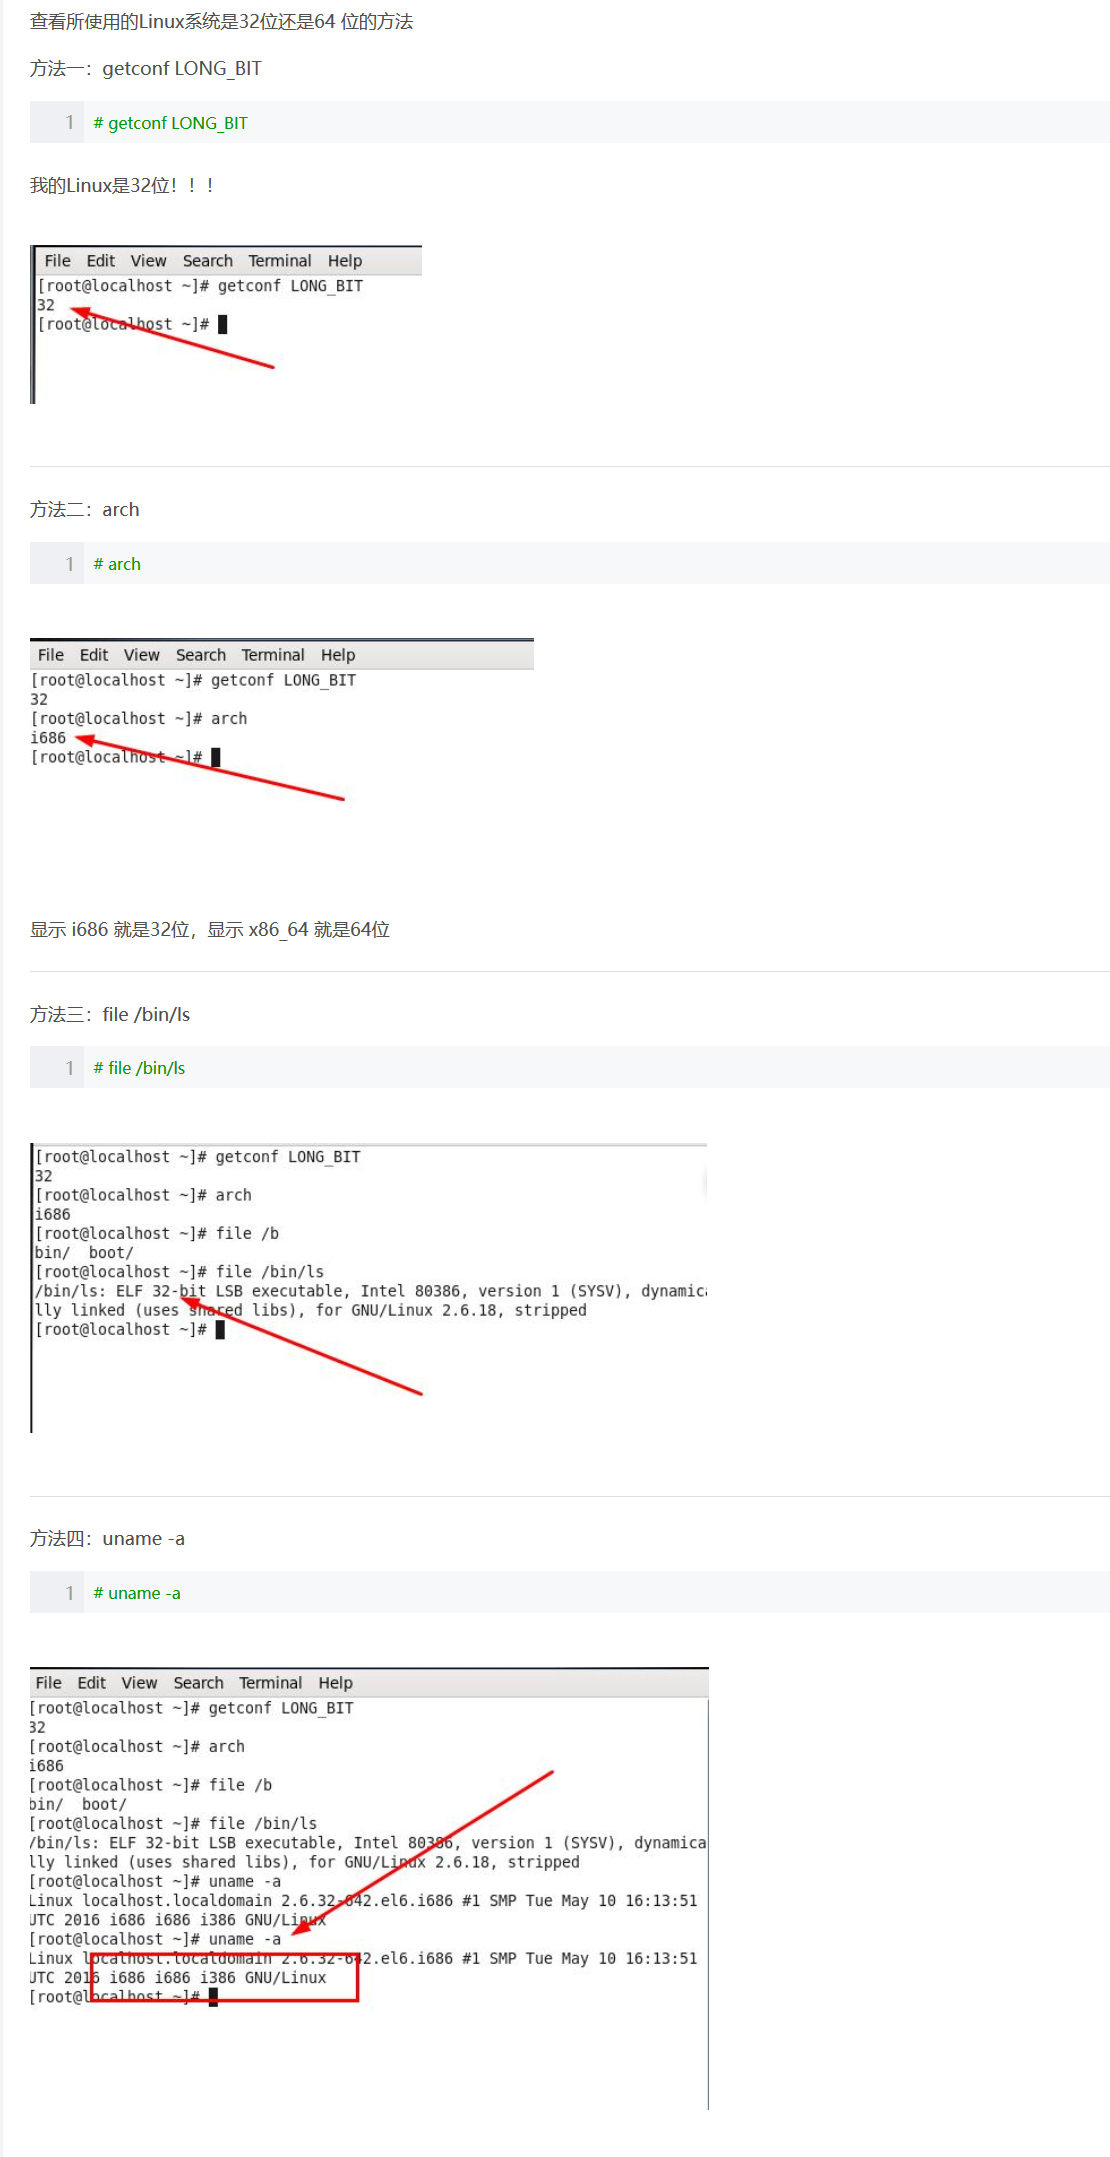 查看所使用的Linux系统是32位还是64 位的方法
方法一：getconf LONG_BIT
1 # getconf LONG_BIT
我的Linux是32位！！！
File Edit View Search Terminal Help
[root@localhost ~]# getconf LONG_BIT
32
[root@localhost ~]#
方法二：arch
1 # arch
File Edit View Search Terminal Help
[root@localhost ~]# getconf LONG_BIT
32
[root@localhost ~]# arch
i686
[root@localhost ~]#
显示 i686 就是32位，显示 x86_64 就是64位
方法三：file /bin/ls
1 # file /bin/ls
[root@localhost ~]# getconf LONG_BIT
32
[root@localhost ~]# arch
i686
[root@localhost ~]# file /b
bin/ boot/
[root@localhost ~]# file /bin/ls
/bin/ls: ELF 32-bit LSB executable, Intel 80386, version 1 (SYSV), dynamica
lly linked (uses shared libs), for GNU/Linux 2.6.18, stripped
[root@localhost ~]#
方法四：uname -a
1 # uname -a
File Edit View Search Terminal Help
[root@localhost ~]# getconf LONG_BIT
32
[root@localhost ~]# arch
i686
[root@localhost ~]# file /b
bin/ boot/
[root@localhost ~]# file /bin/ls
/bin/ls: ELF 32-bit LSB executable, Intel 80386, version 1 (SYSV), dynamica
lly linked (uses shared libs), for GNU/Linux 2.6.18, stripped
[root@localhost ~]# uname -a
Linux localhost.localdomain 2.6.32-642.el6.i686 #1 SMP Tue May 10 16:13:51
UTC 2016 i686 i686 i386 GNU/Linux
[root@localhost ~]# uname -a
Linux localhost.localdomain 2.6.32-642.el6.i686 #1 SMP Tue May 10 16:13:51
UTC 2016 i686 i686 i386 GNU/Linux
[root@localhost ~]#